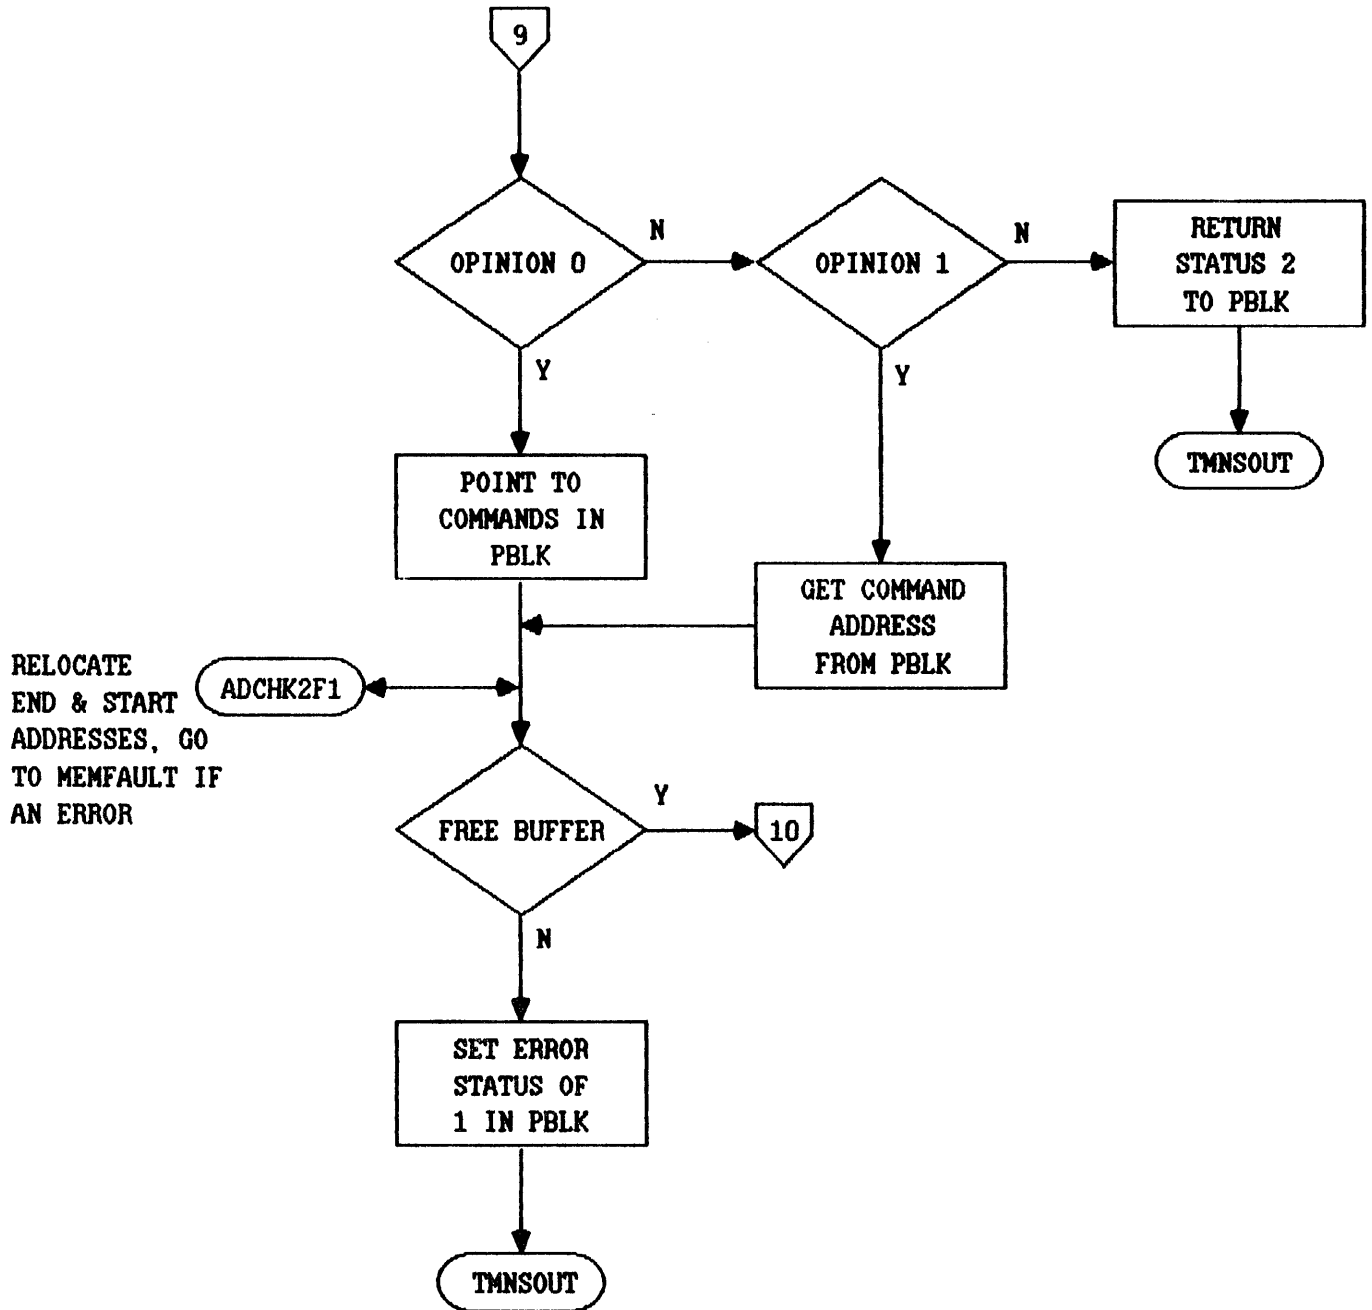 9
OPINION 0
N
OPINION 1
N
RETURN
STATUS 2
TO PBLK
Y
Y
TMNSOUT
POINT TO
COMMANDS IN
PBLK
GET COMMAND
ADDRESS
FROM PBLK
RELOCATE
END & START
ADDRESSES, GO
TO MEMFAULT IF
AN ERROR
ADCHK2F1
FREE BUFFER
Y
10
N
SET ERROR
STATUS OF
1 IN PBLK
TMNSOUT